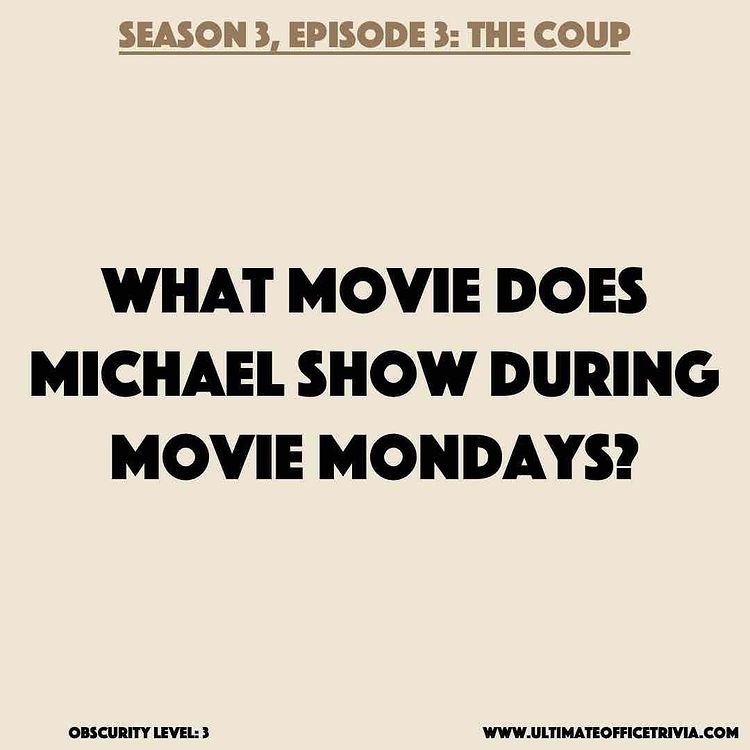 SEASON 3, EPISODE 3: THE COUP
WHAT MOVIE DOES
MICHAEL SHOW DURING
MOVIE MONDAYS?
OBSCURITY LEVEL: 3
WWW.ULTIMATEOFFICETRIVIA.COM